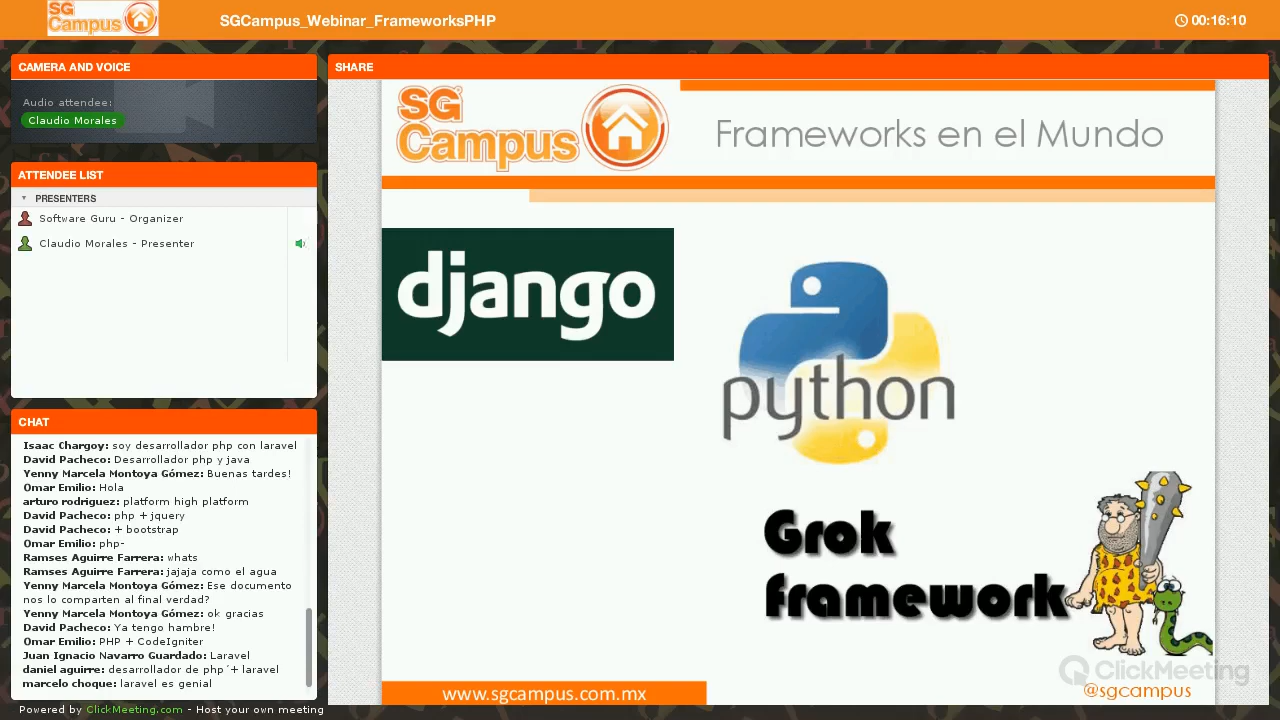 SG Campus
SGCampus_Webinar_FrameworksPHP
00:16:10
CAMERA AND VOICE
Audio attendee:
Claudio Morales
ATTENDEE LIST
PRESENTERS
Software Guru - Organizer
Claudio Morales - Presenter
CHAT
Isaac Chargoy: soy desarrollador php con laravel
David Pacheco: Desarrollador php y java
Yenny Marcela Montoya Gómez: Buenas tardes!
Omar Emilio: Hola
arturo rodriguez: platform high platform
David Pacheco: php + jquery
David Pacheco: + bootstrap
Omar Emilio: php-
Ramses Aguirre Farrera: whats
Ramses Aguirre Farrera: jajaja como el agua
Yenny Marcela Montoya Gómez: Ese documento
nos lo comparten al final verdad?
Yenny Marcela Montoya Gómez: ok gracias
David Pacheco: Ya tengo hambre!
Omar Emilio: PHP + CodeIgniter
Juan Ignacio Navarro Guardado: Laravel
daniel aguirre: desarrollador de php´+ laravel
marcelo choque: laravel es genial
Powered by ClickMeeting.com - Host your own meeting
SHARE
SG
Campus
Frameworks en el Mundo
django
python
Grok
framework
ClickMeeting
www.sgcampus.com.mx
@sgcampus